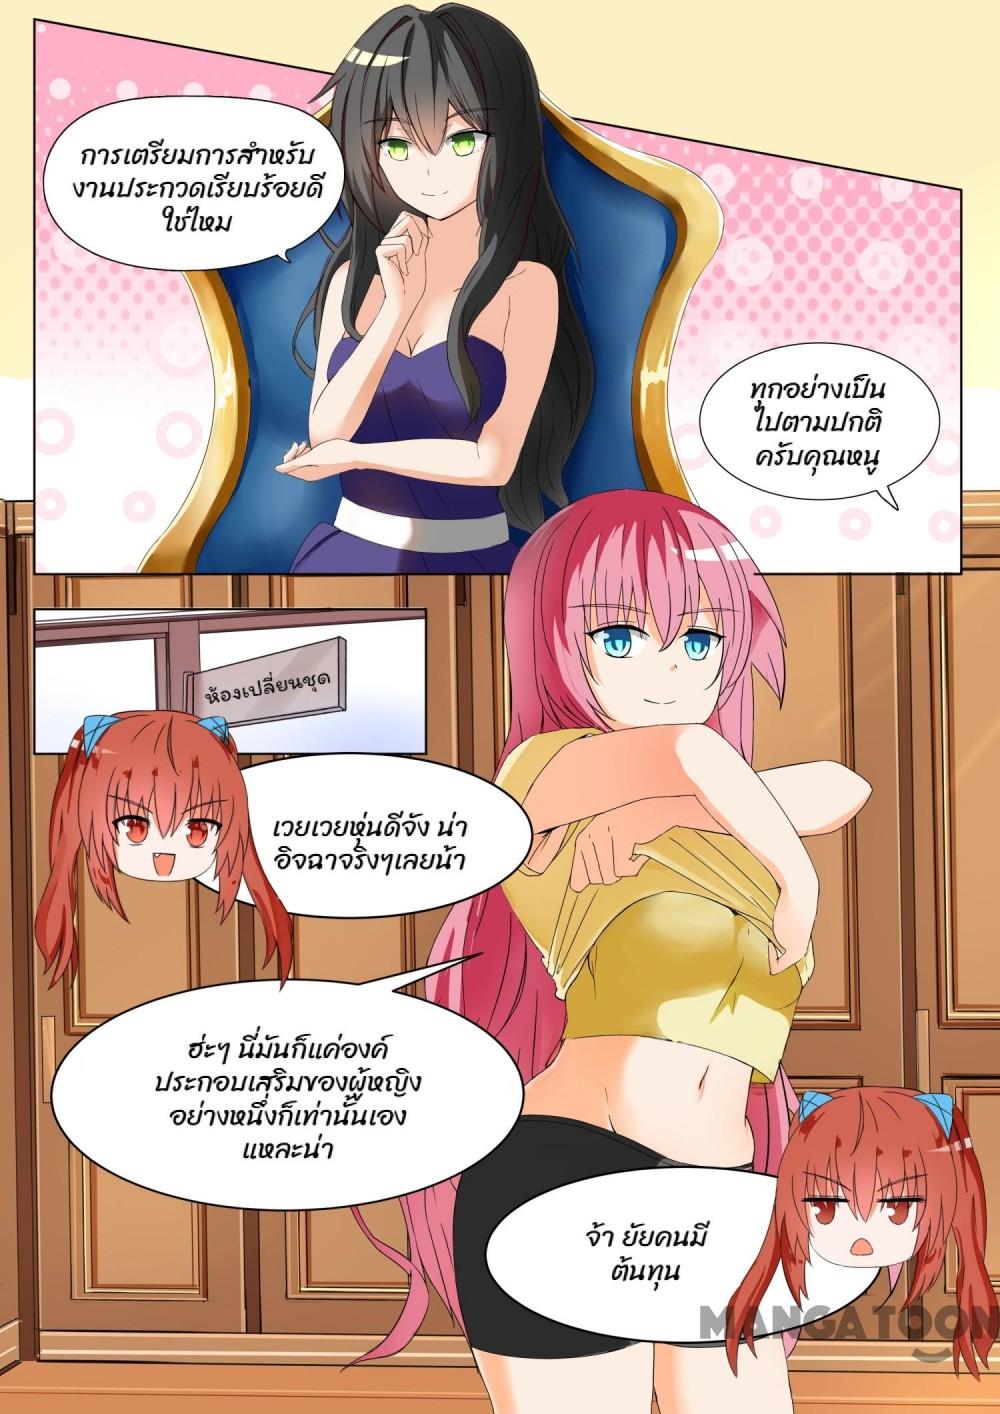 การเตรียมการสำหรับ
งานประกวดเรียบร้อยดี
ใช่ไหม
ทุกอย่างเป็น
ไปตามปกติ
ครับคุณหนู
ห้องเปลี่ยนชุด
เวยเวยหุ่นดีจัง น่า
อิจฉาจริงๆเลยน้า
ฮ่ะๆ นี่มันก็แค่องค์
ประกอบเสริมของผู้หญิง
อย่างหนึ่งก็เท่านั้นเอง
แหละน่า
จ้า ยัยคนมี
ต้นทุน
MANGATOON